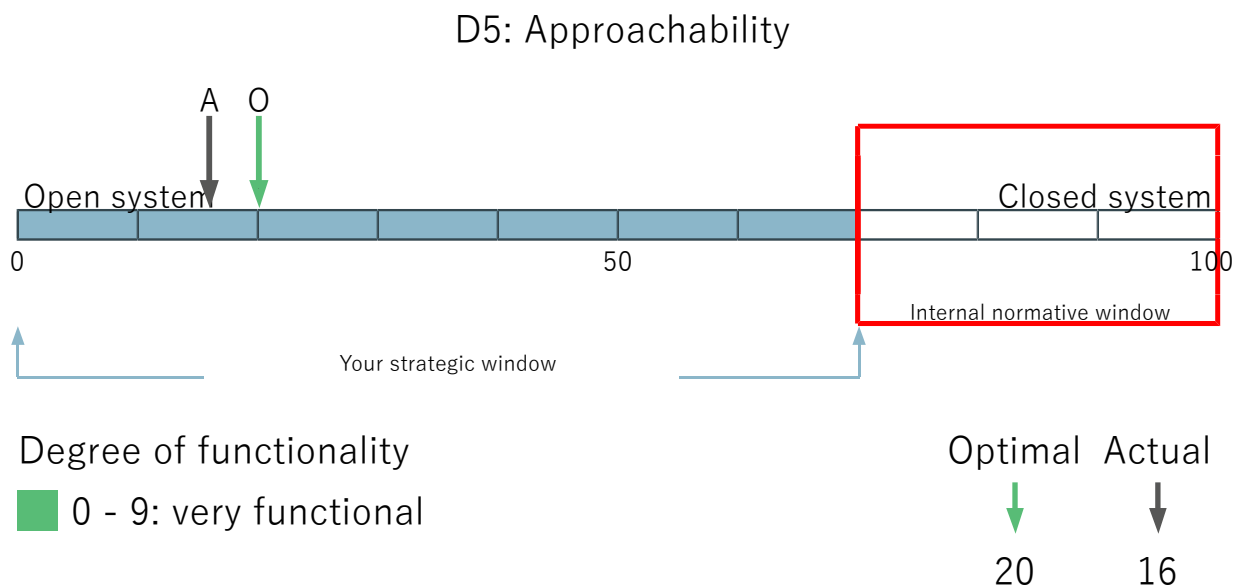 D5: Approachability
A O
Open system
Closed system
0 50 100
Internal normative window
Your strategic window
Degree of functionality
0 - 9: very functional
Optimal Actual
20 16